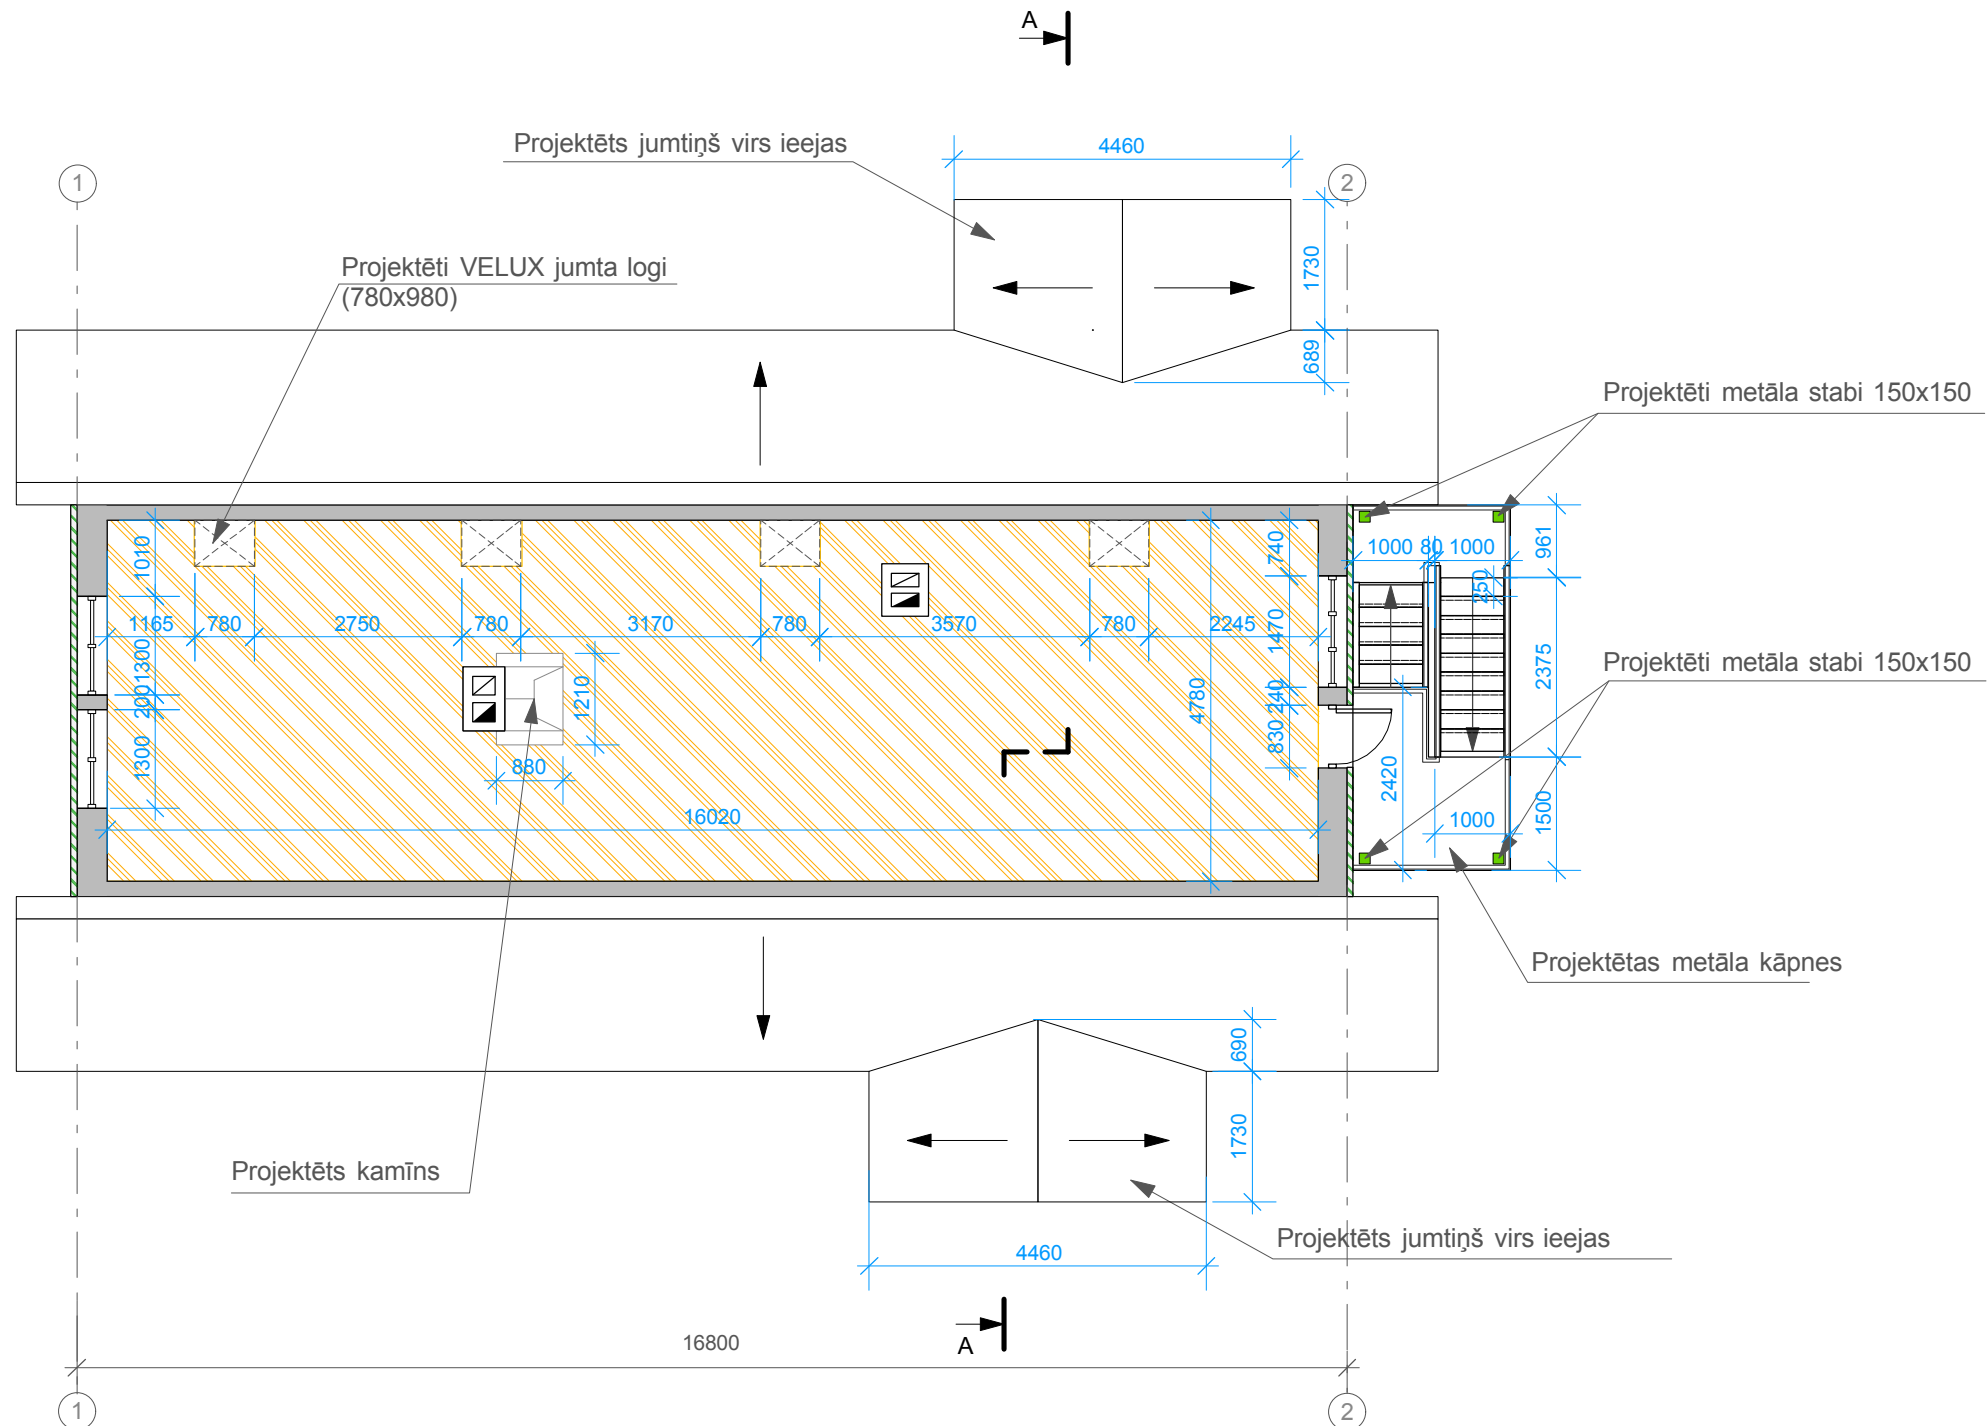 A
Projektēts jumtiņš virs ieejas
4460
1
2
1730
Projektēti VELUX jumta logi
(780x980)
689
Projektēti metāla stabi 150x150
1010
740
1000 80 1000
961
250
1165 780 2750 780 3170 780 3570 780 2245
1470
1300
200
1210
4780
240
2375
Projektēti metāla stabi 150x150
1300
830
880
2420
16020
1000
1500
Projektētas metāla kāpnes
690
1730
Projektēts kamīns
Projektēts jumtiņš virs ieejas
4460
A
16800
1
2